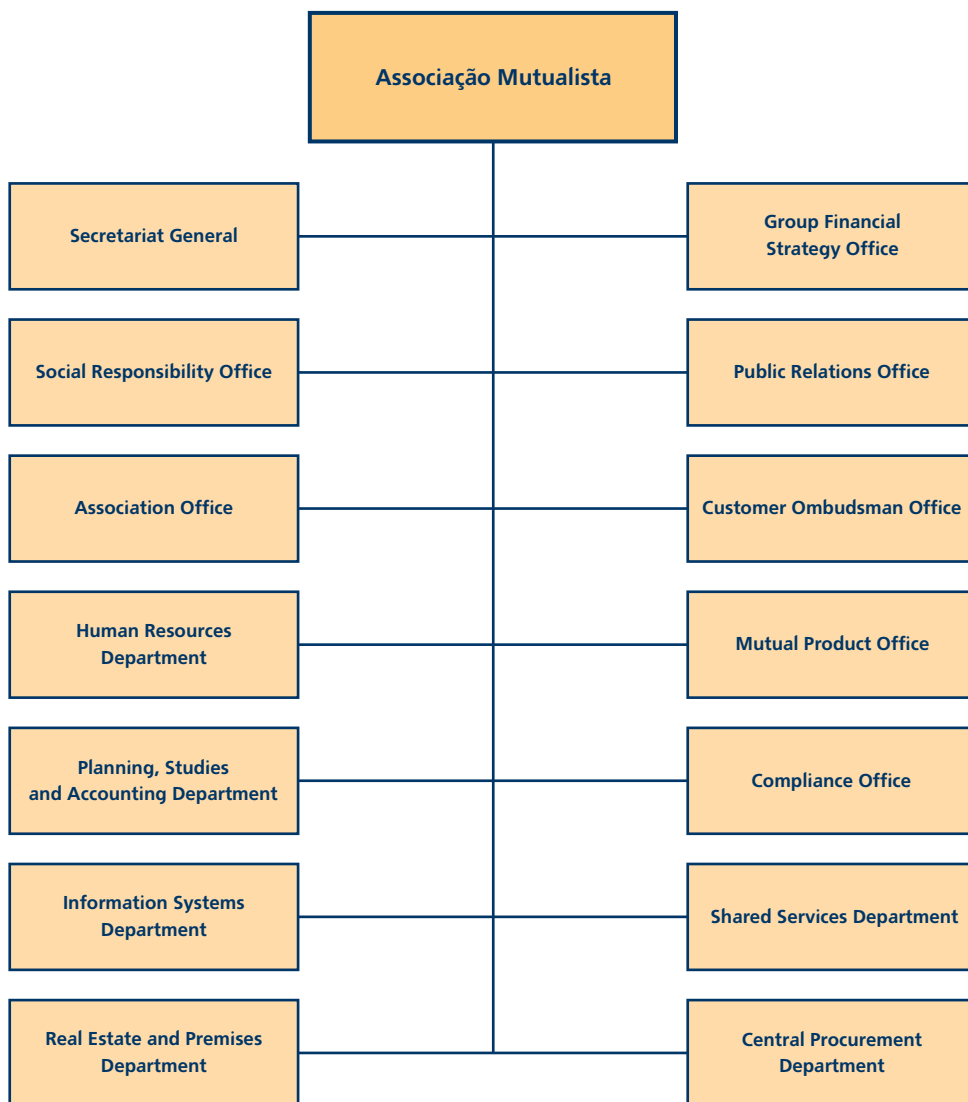 Associação Mutualista
Secretariat General
Group Financial
Strategy Office
Social Responsibility Office
Public Relations Office
Association Office
Customer Ombudsman Office
Human Resources
Department
Mutual Product Office
Planning, Studies
and Accounting Department
Compliance Office
Information Systems
Department
Shared Services Department
Real Estate and Premises
Department
Central Procurement
Department